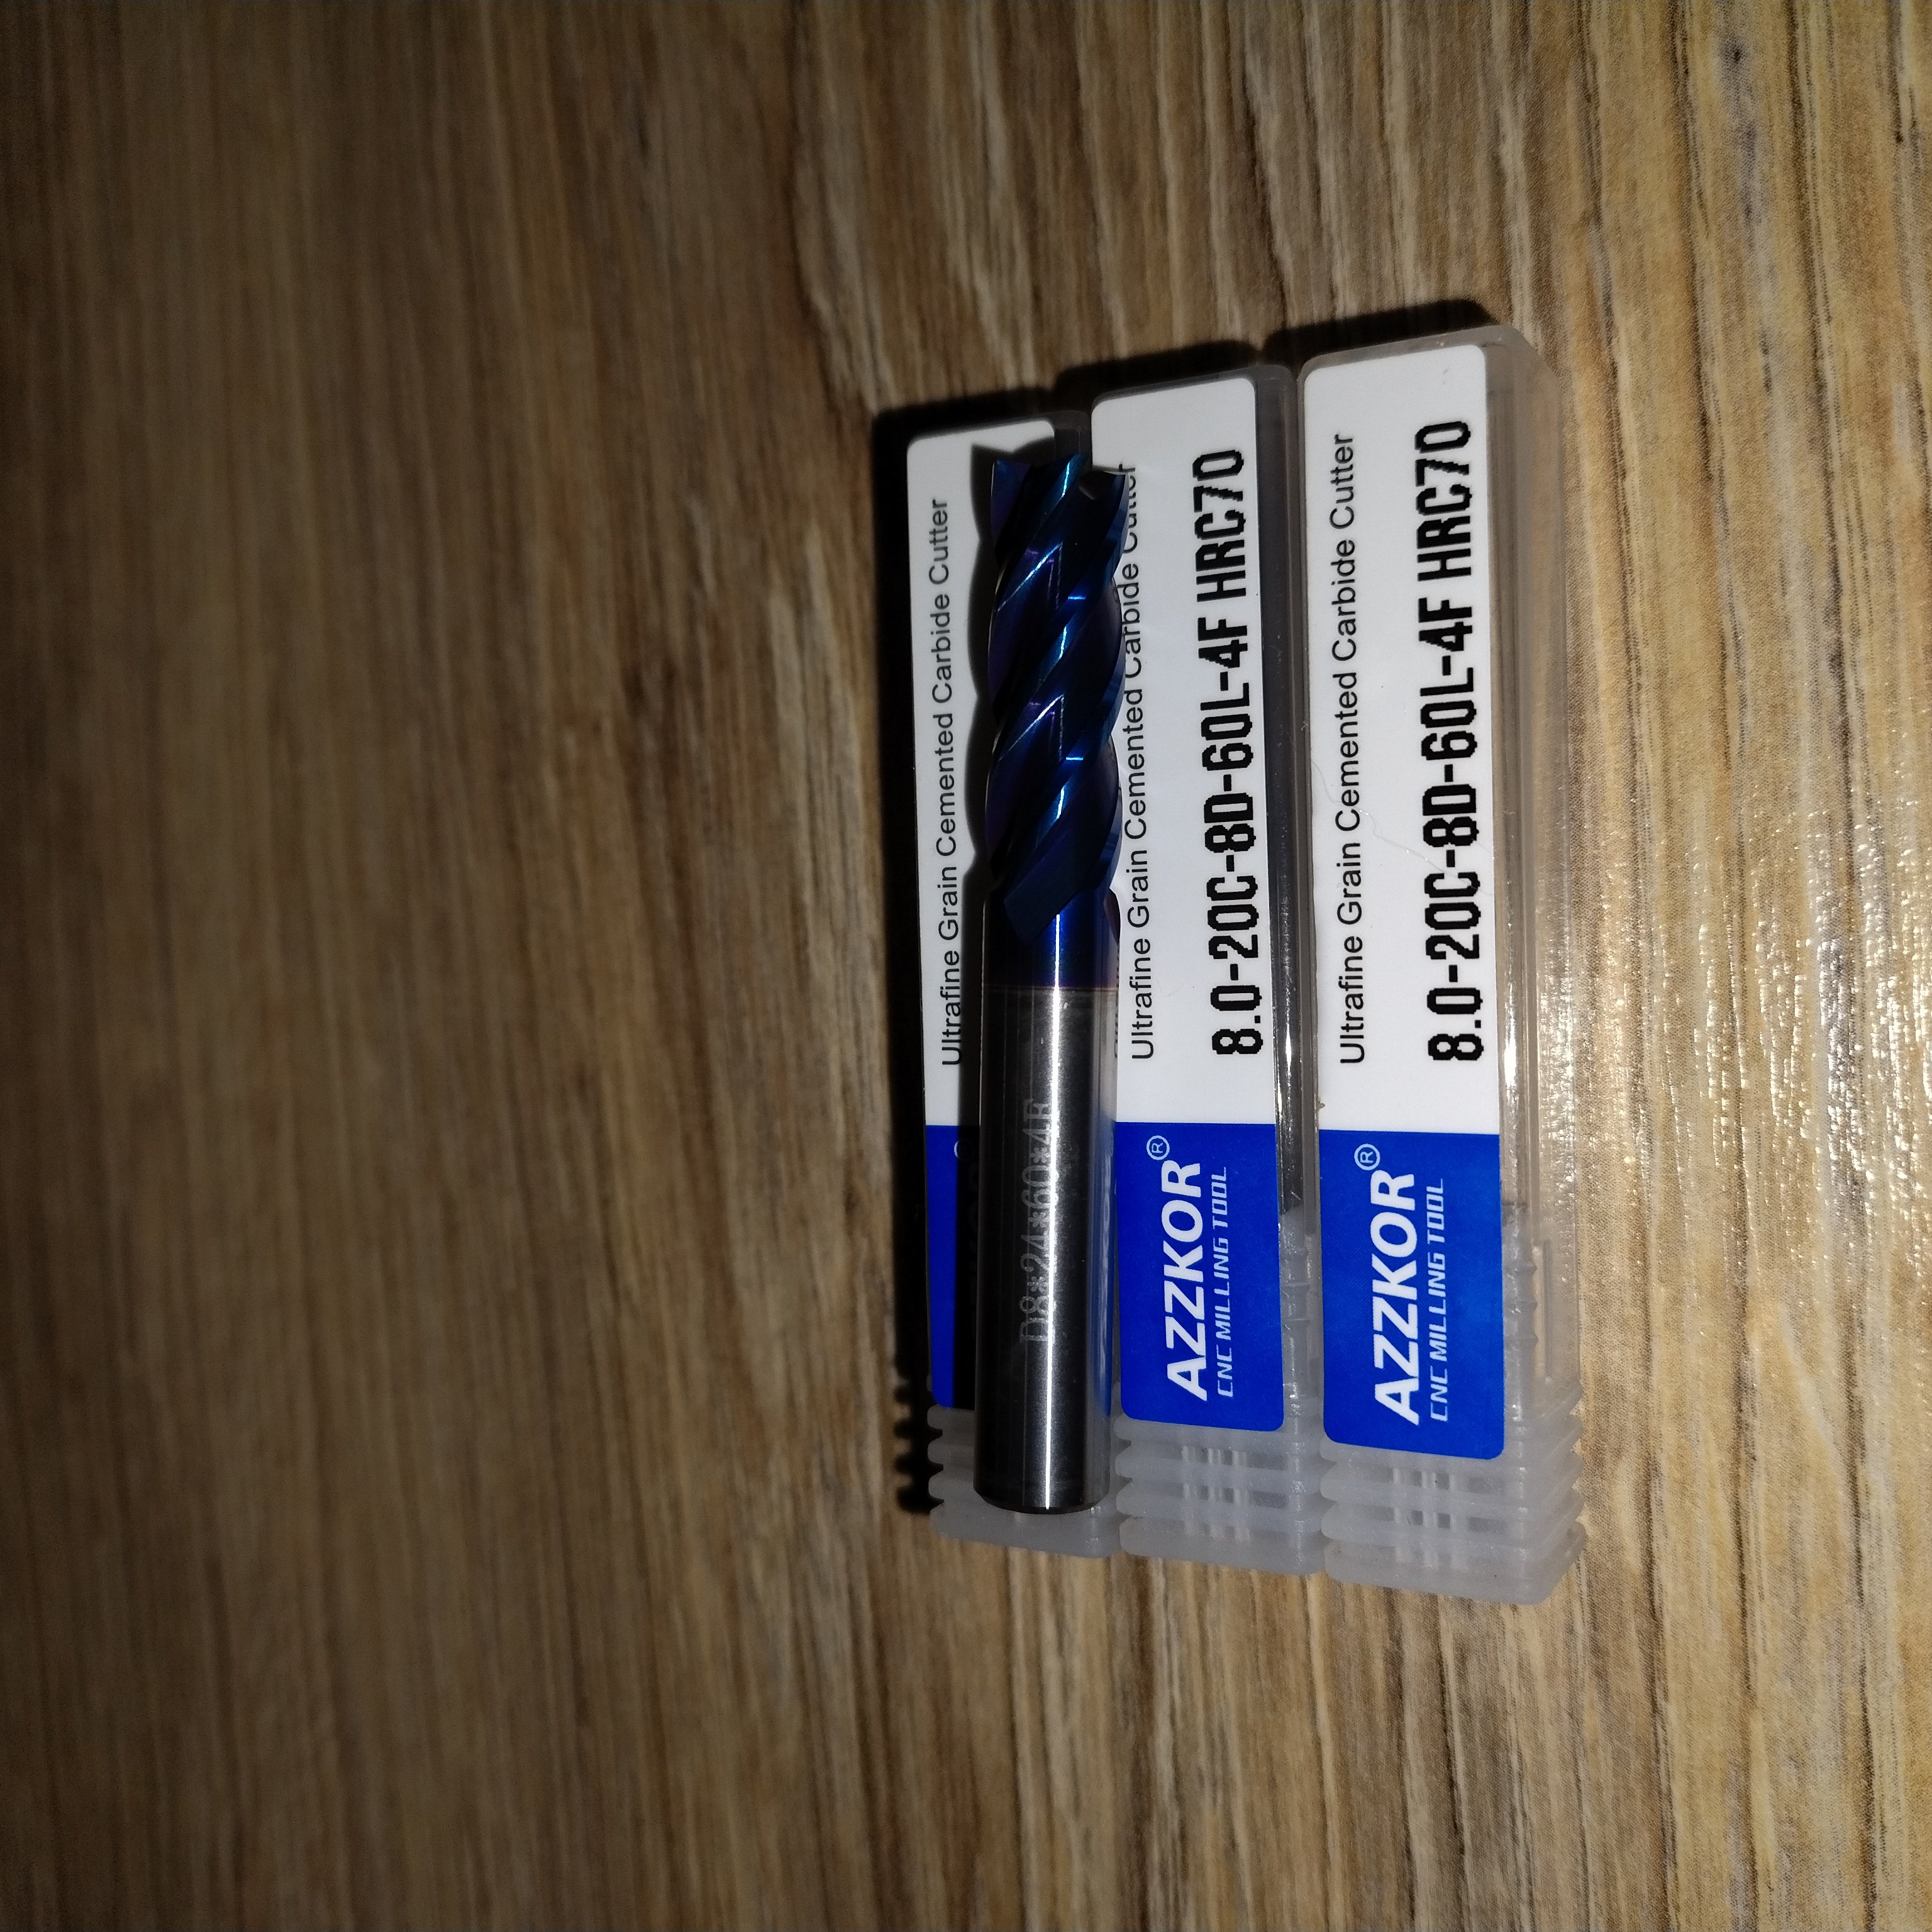 Ultrafine Grain Cemented Carbide Cutter
D8*24*60*4F
Ultrafine Grain Cemented Carbide Cutter
8.0-20C-8D-60L-4F HRC70
AZZKOR®
CNC MILLING TOOL
Ultrafine Grain Cemented Carbide Cutter
8.0-20C-8D-60L-4F HRC70
AZZKOR®
CNC MILLING TOOL